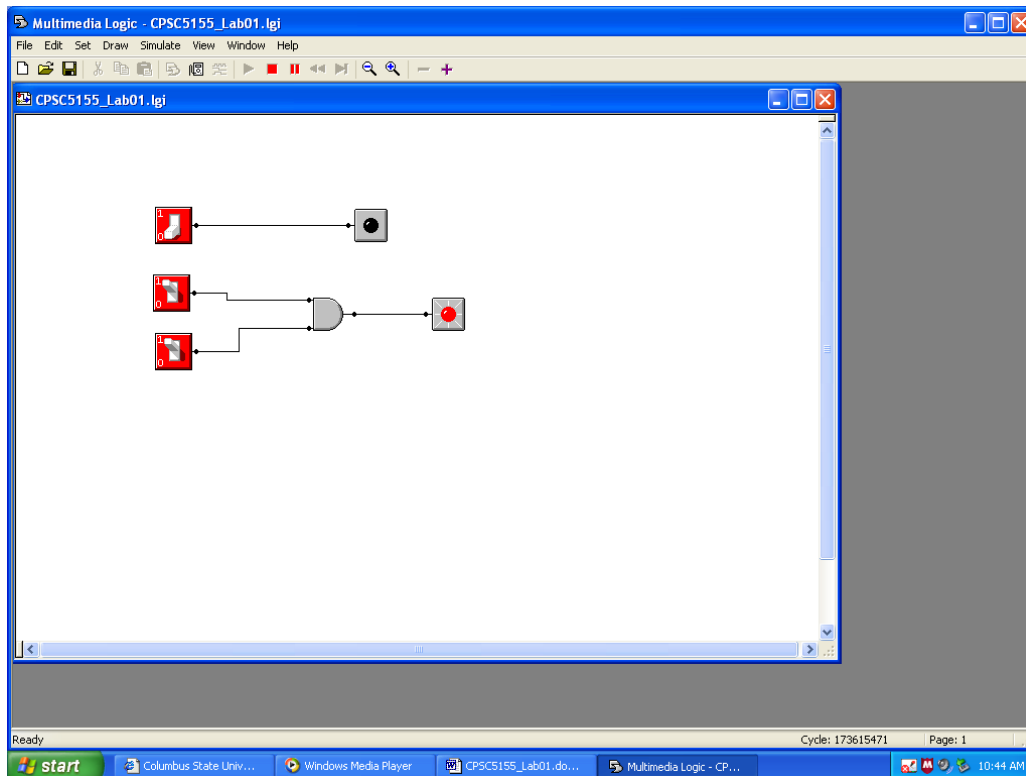 Multimedia Logic - CPSC5155_Lab01.lgi
File Edit Set Draw Simulate View Window Help
CPSC5155_Lab01.lgi
1
0
1
0
1
0
Ready Cycle: 173615471 Page: 1
start Columbus State Univ... Windows Media Player CPSC5155_Lab01.do... Multimedia Logic - CP... 10:44 AM